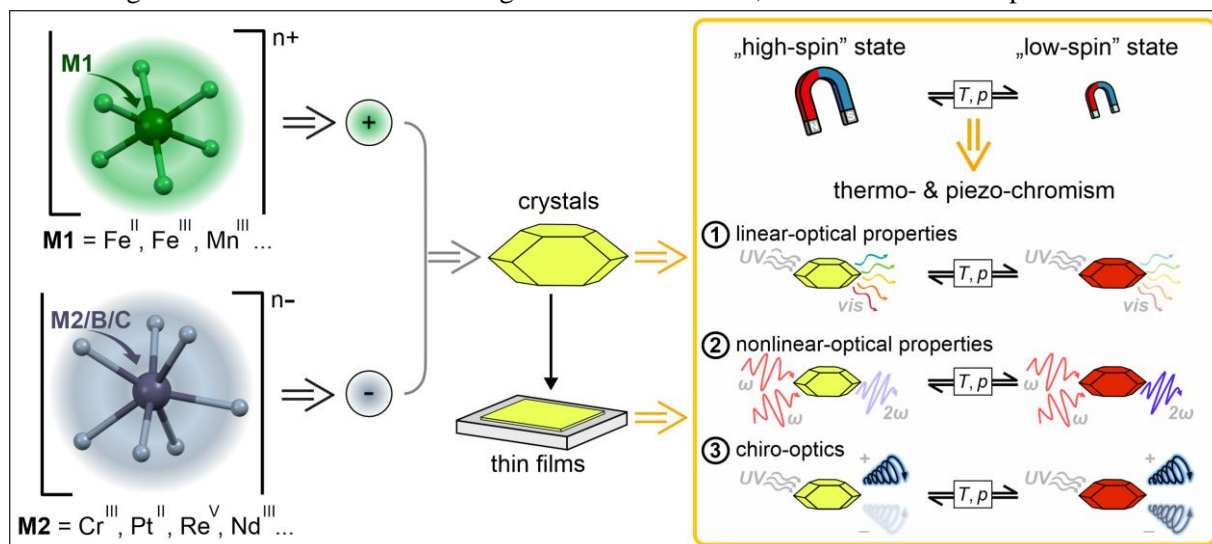 n+
M1
M1 = Fe^II, Fe^III, Mn^III ...
+
n–
M2/B/C
-
M2 = Cr^III, Pt^II, Re^V, Nd^III...
crystals
thin films
„high-spin” state
„low-spin” state
T, p
thermo- & piezo-chromism
1 linear-optical properties
UV
vis
T, p
UV
vis
2 nonlinear-optical properties
ω
ω
2ω
T, p
ω
ω
2ω
3 chiro-optics
UV
+
–
T, p
UV
+
–